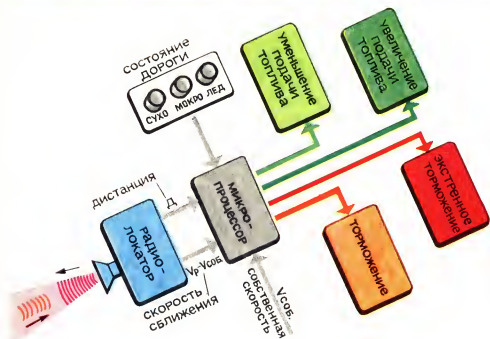 СОСТОЯНИЕ
ДОРОГИ
СУХО МОКРО ЛЕД
УМЕНЬШЕНИЕ
ПОДАЧИ
ТОПЛИВА
УВЕЛИЧЕНИЕ
ПОДАЧИ
ТОПЛИВА
ДИСТАНЦИЯ
Д
РАДИО-
ЛОКАТОР
МИКРО-
ПРОЦЕССОР
ЭКСТРЕННОЕ
ТОРМОЖЕНИЕ
ТОРМОЖЕНИЕ
Vр-Vсоб.
СКОРОСТЬ
СБЛИЖЕНИЯ
Vсоб.
СОБСТВЕННАЯ
СКОРОСТЬ